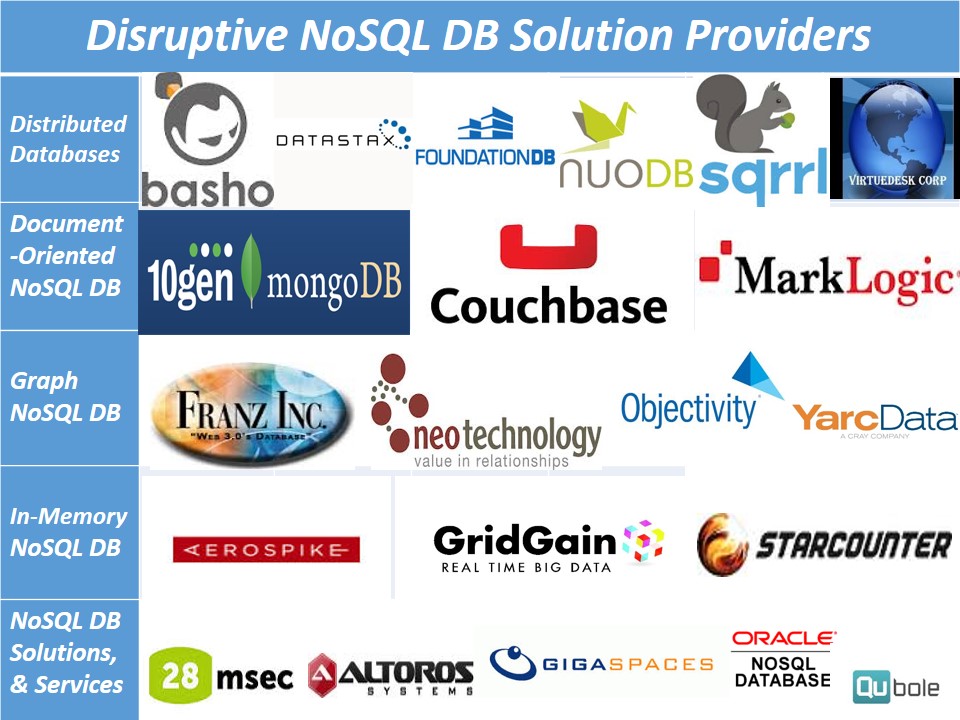 Disruptive NoSQL DB Solution Providers
Distributed
Databases
basho
DATASTAX
FOUNDATIONDB
NUODB
sqrrl
VIRTUEDESK CORP
Document
-Oriented
NoSQL DB
10gen
mongoDB
Couchbase
MarkLogic
Graph
NoSQL DB
FRANZ INC.
"WEB 3.0'S DATABASE"
neotechnology
value in relationships
Objectivity
YarcData
A CRAY COMPANY
In-Memory
NoSQL DB
AEROSPIKE
GridGain
REAL TIME BIG DATA
STARCOUNTER
NoSQL DB
Solutions,
& Services
28 msec
ALTOROS
SYSTEMS
GIGASPACES
ORACLE
NOSQL
DATABASE
Qubole